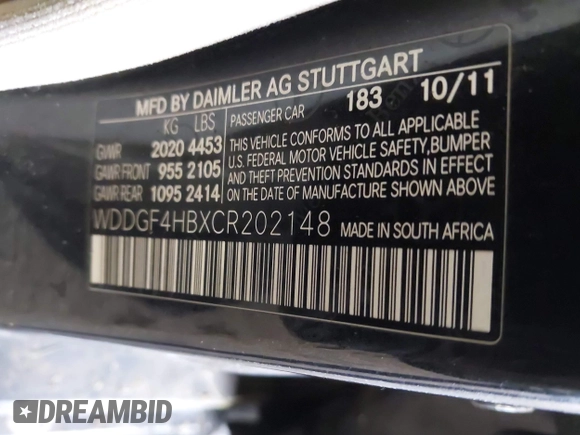 MFD BY DAIMLER AG STUTTGART
KG LBS PASSENGER CAR 183 10/11
GVWR 2020 4453
GAWR FRONT 955 2105
GAWR REAR 1095 2414
THIS VEHICLE CONFORMS TO ALL APPLICABLE
U.S. FEDERAL MOTOR VEHICLE SAFETY,BUMPER
AND THEFT PREVENTION STANDARDS IN EFFECT
ON THE DATE OF MANUFACTURE SHOWN ABOVE.
WDDGF4HBXCR202148 MADE IN SOUTH AFRICA
DREAMBID